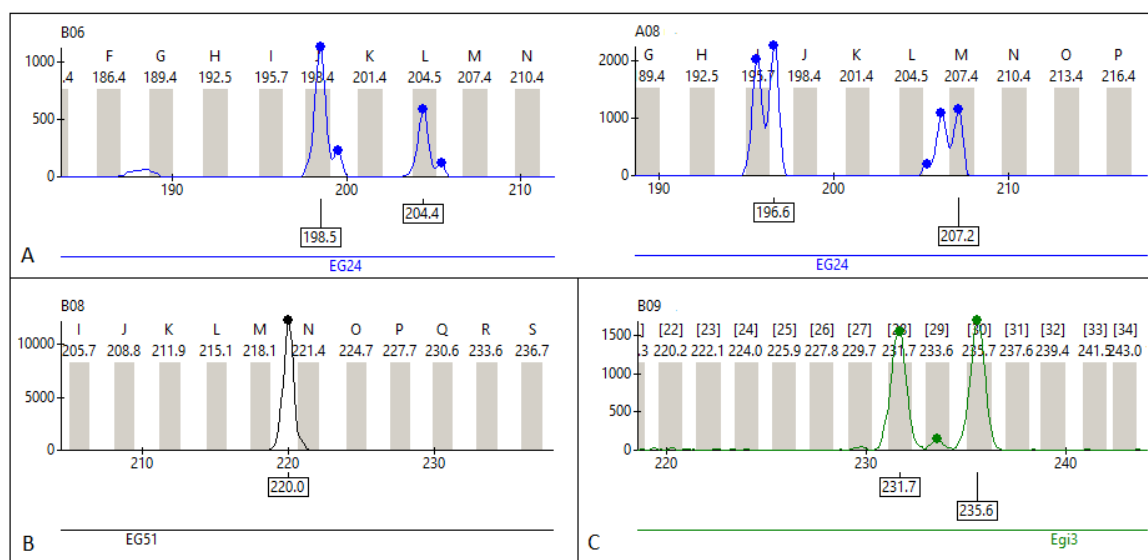 B06
F G H I K L M N
186.4 189.4 192.5 195.7 198.4 201.4 204.5 207.4 210.4
1000
500
0
190 200 210
198.5
204.4
A
EG24
A08
G H J K L M N O P
89.4 192.5 195.7 198.4 201.4 204.5 207.4 210.4 213.4 216.4
2000
1000
0
190 200 210
196.6
207.2
EG24
B08
I J K L M N O P Q R S
205.7 208.8 211.9 215.1 218.1 221.4 224.7 227.7 230.6 233.6 236.7
10000
5000
0
210 220 230
220.0
B
EG51
B09
] [22] [23] [24] [25] [26] [27] [28] [29] [30] [31] [32] [33] [34]
.3 220.2 222.1 224.0 225.9 227.8 229.7 231.7 233.6 235.7 237.6 239.4 241.5 243.0
1500
1000
500
0
220 230 240
231.7
235.6
C
Egi3